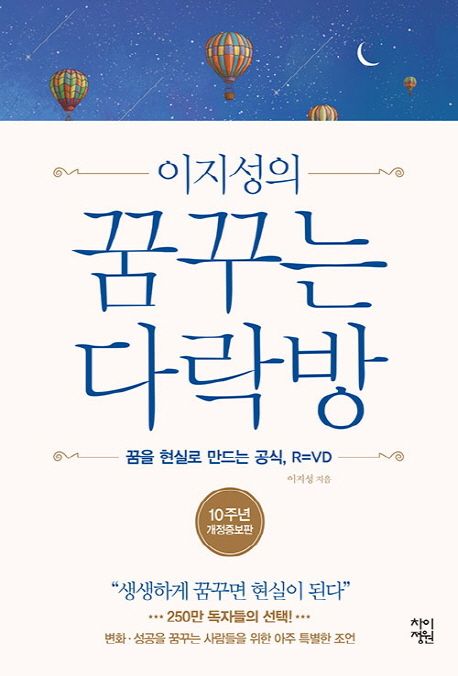 이지성의
꿈꾸는
다락방
꿈을 현실로 만드는 공식, R=VD
이지성 지음
10주년
개정증보판
“생생하게 꿈꾸면 현실이 된다”
··· 250만 독자들의 선택! ···
변화·성공을 꿈꾸는 사람들을 위한 아주 특별한 조언
차이
정원